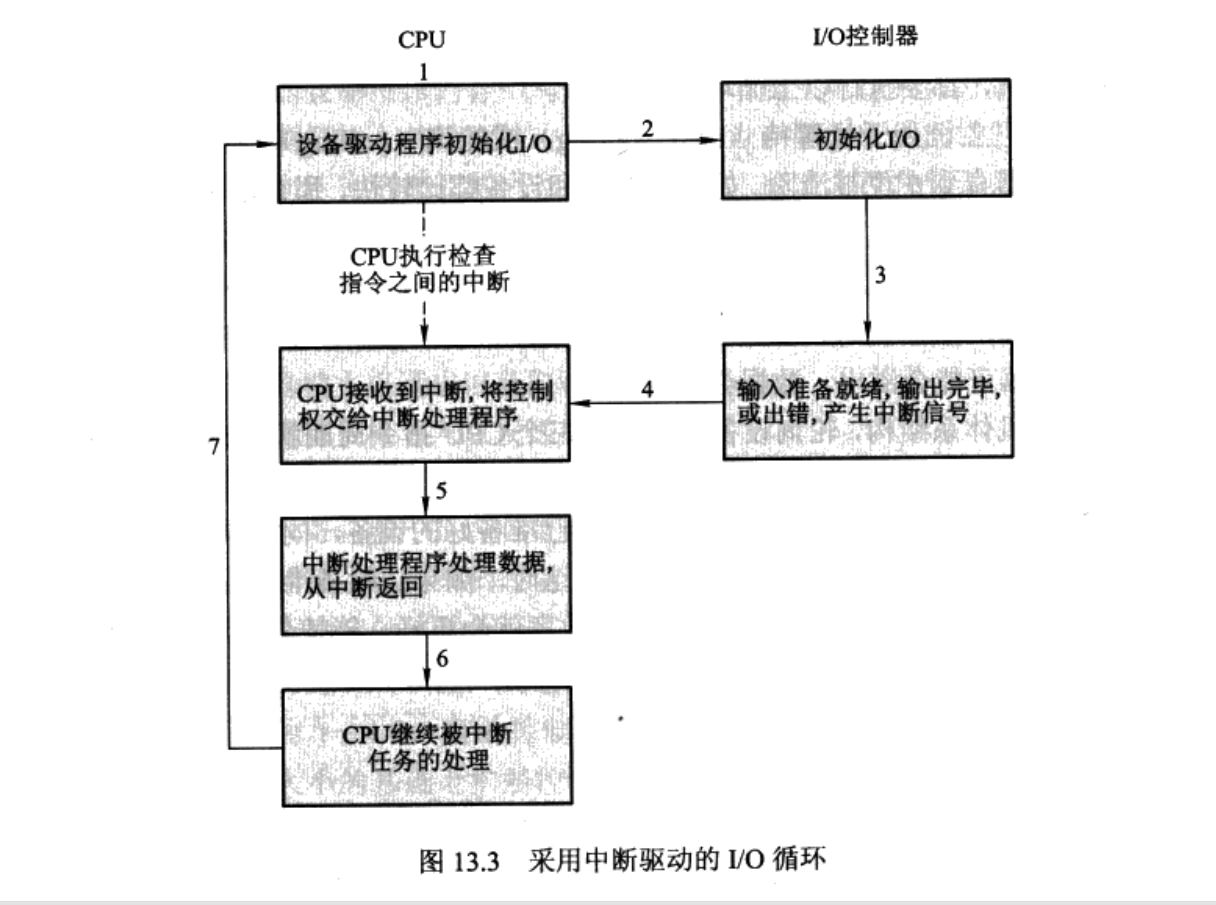 CPU
I/O控制器
1
设备驱动程序初始化I/O
2
初始化I/O
CPU执行检查
指令之间的中断
3
CPU接收到中断,将控制
权交给中断处理程序
4
输入准备就绪,输出完毕,
或出错,产生中断信号
7
5
中断处理程序处理数据,
从中断返回
6
CPU继续被中断
任务的处理
图 13.3 采用中断驱动的 I/O 循环